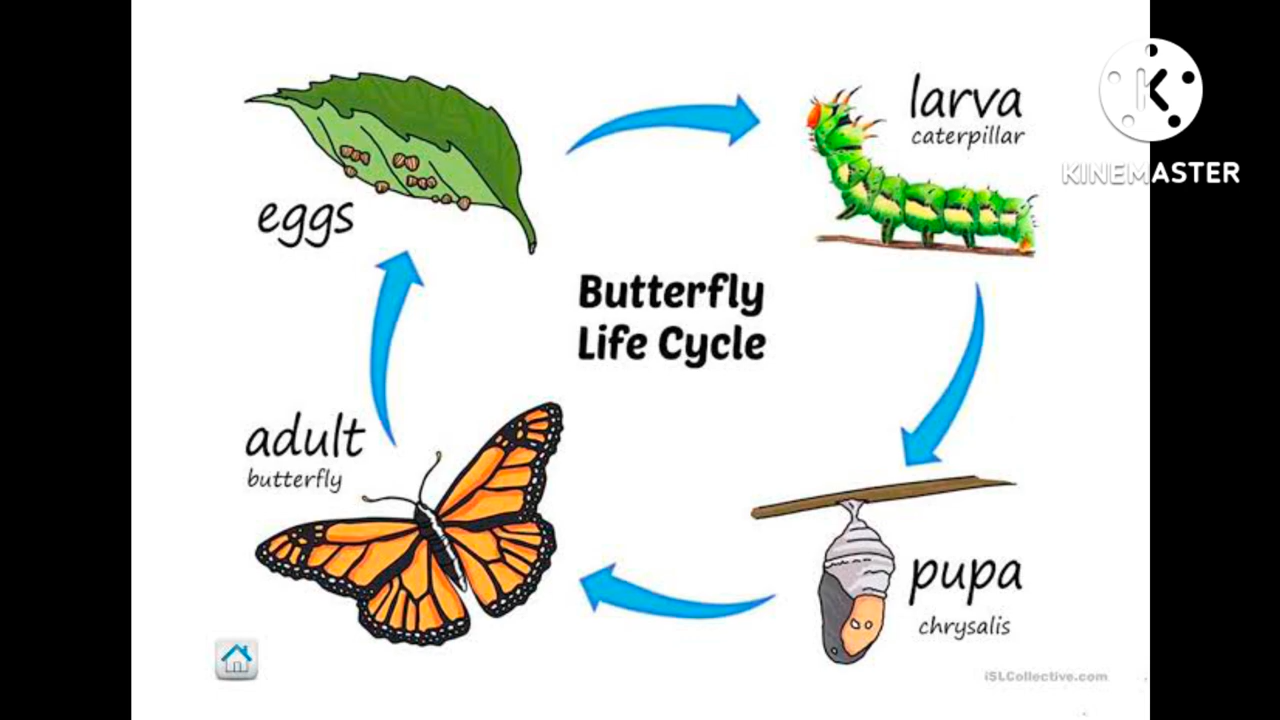 eggs
larva
caterpillar
KINEMASTER
Butterfly
Life Cycle
adult
butterfly
pupa
chrysalis
iSLCollective.com